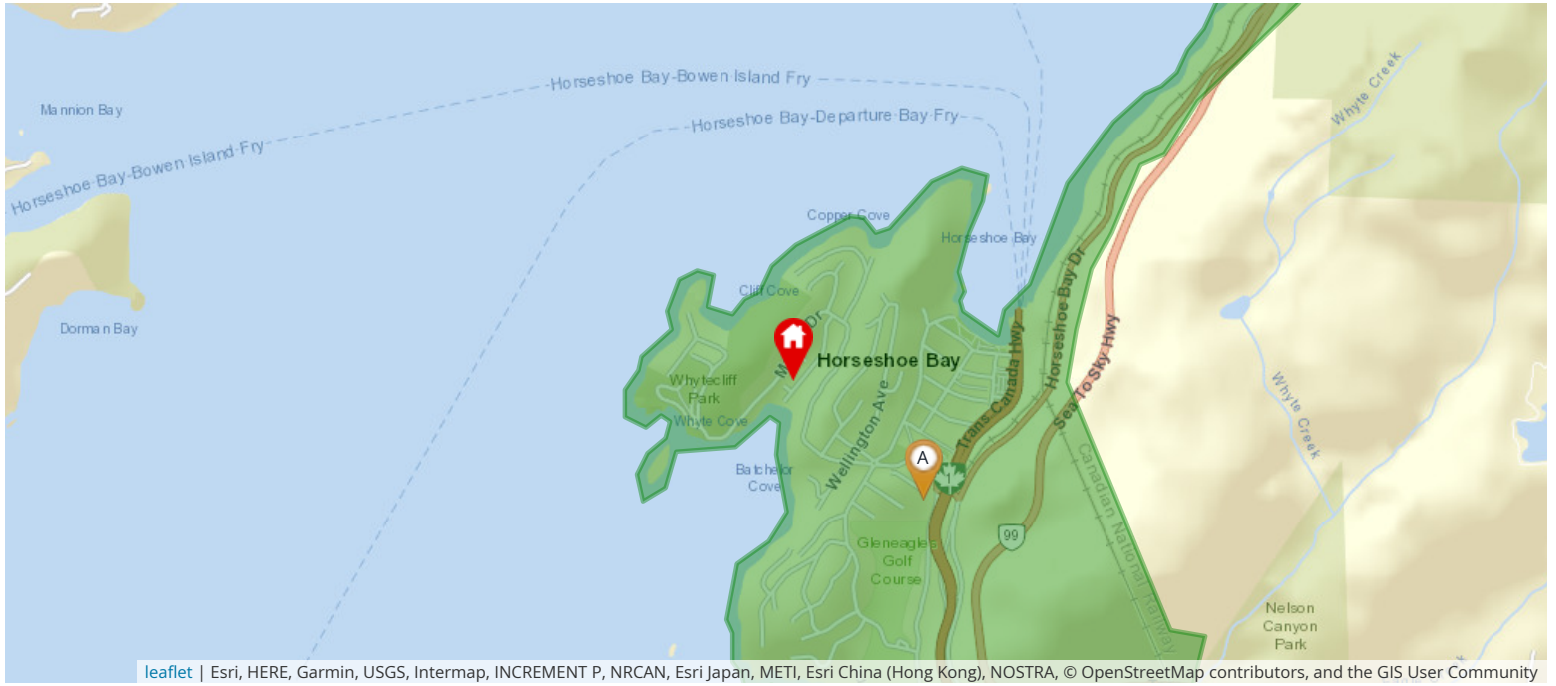 Horseshoe Bay-Bowen Island Fry
Whyte Creek
Mannion Bay
Horseshoe Bay-Departure Bay Fry
Horseshoe Bay-Bowen Island Fry
Copper Cove
Horseshoe Bay
Cliff Cove
Dorman Bay
Dr
Horseshoe Bay
Horseshoe Bay Dr
Trans Canada Hwy
Sea To Sky Hwy
Whytecliff
Park
Whyte Cove
Wellington Ave
Whyte Creek
A
1
Batchelor
Cove
Canadian National Railway
99
Gleneagles
Golf
Course
Nelson
Canyon
Park
leaflet | Esri, HERE, Garmin, USGS, Intermap, INCREMENT P, NRCAN, Esri Japan, METI, Esri China (Hong Kong), NOSTRA, © OpenStreetMap contributors, and the GIS User Community